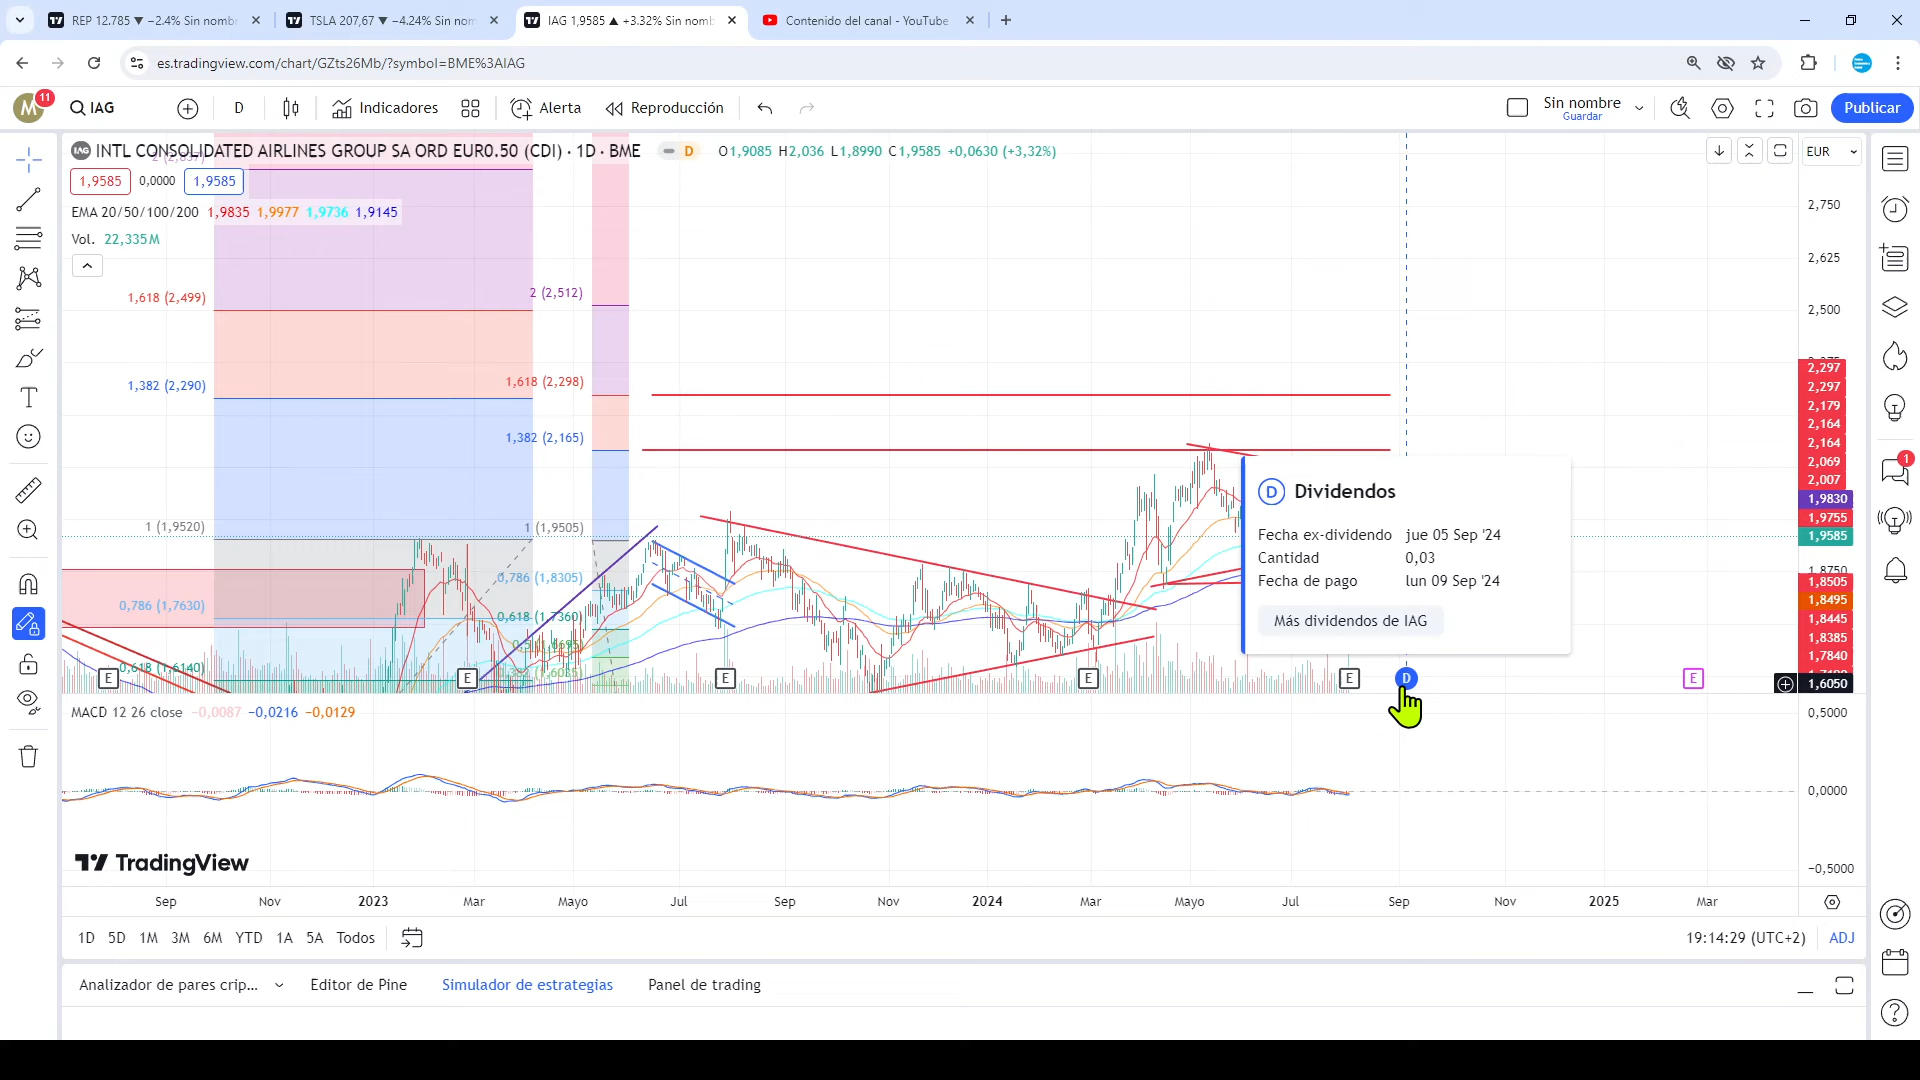 REP 12.785 ▼ −2.4% Sin nomb
TSLA 207,67 ▼ −4.24% Sin nom
IAG 1,9585 ▲ +3.32% Sin nomb
Contenido del canal - YouTube
es.tradingview.com/chart/GZts26Mb/?symbol=BME%3AIAG
M
11
IAG
D
Indicadores
Alerta
Reproducción
Sin nombre
Guardar
Publicar
IAG
INTL CONSOLIDATED AIRLINES GROUP SA ORD EUR0.50 (CDI) · 1D · BME
D
O1,9085 H2,036 L1,8990 C1,9585 +0,0630 (+3,32%)
EUR
1,9585
0,0000
1,9585
EMA 20/50/100/200 1,9835 1,9977 1,9736 1,9145
Vol. 22,335M
2,750
2,625
2,500
2,297
2,297
2,179
2,164
2,164
2,069
2,007
1,9830
1,9755
1,9585
1,8750
1,8505
1,8495
1,8445
1,8385
1,7840
1,6050
1,618 (2,499)
2 (2,512)
1,382 (2,290)
1,618 (2,298)
1,382 (2,165)
1 (1,9520)
1 (1,9505)
0,786 (1,8305)
0,786 (1,7630)
0,618 (1,7360)
0,5 (1,6695)
0,618 (1,6140)
0,382 (1,6035)
D
Dividendos
Fecha ex-dividendo jue 05 Sep '24
Cantidad 0,03
Fecha de pago lun 09 Sep '24
Más dividendos de IAG
E
E
E
E
E
D
E
MACD 12 26 close −0,0087 −0,0216 −0,0129
0,5000
0,0000
−0,5000
TradingView
Sep Nov 2023 Mar Mayo Jul Sep Nov 2024 Mar Mayo Jul Sep Nov 2025 Mar
1D 5D 1M 3M 6M YTD 1A 5A Todos
19:14:29 (UTC+2)
ADJ
1
Analizador de pares crip...
Editor de Pine
Simulador de estrategias
Panel de trading